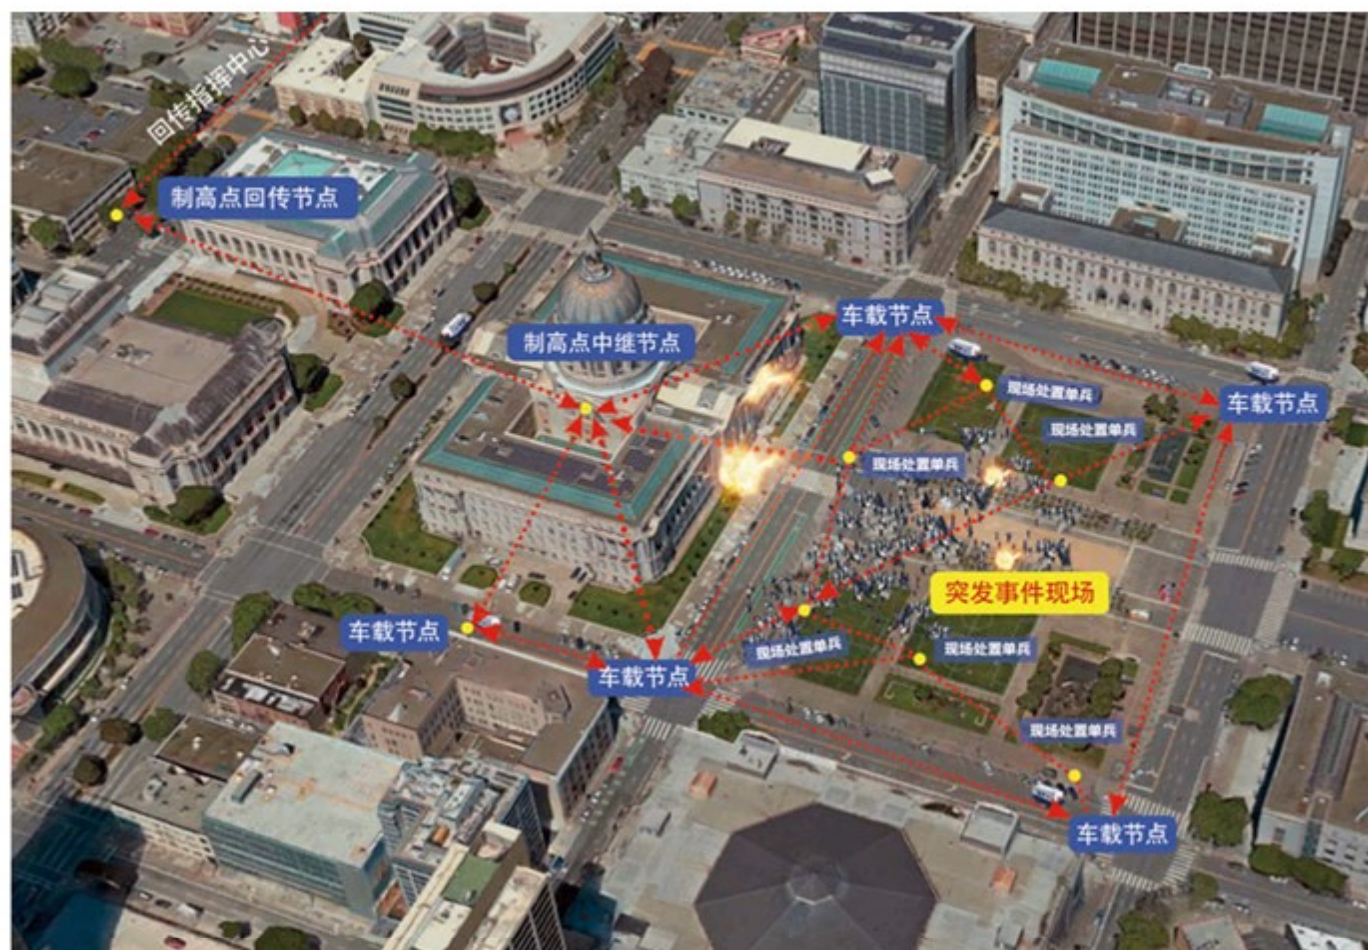 回传指挥中心
制高点回传节点
制高点中继节点
车载节点
现场处置单兵
车载节点
现场处置单兵
现场处置单兵
突发事件现场
车载节点
现场处置单兵
现场处置单兵
车载节点
现场处置单兵
车载节点